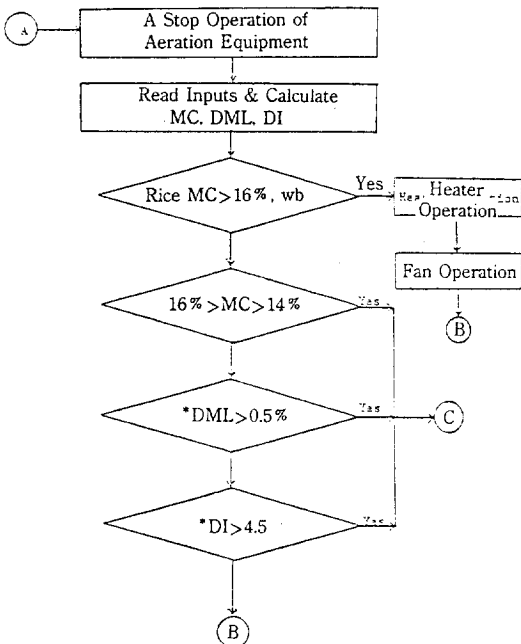 A
A Stop Operation of
Aeration Equipment
Read Inputs & Calculate
MC. DML, DI
Rice MC>16%, wb
Yes
Heater
Operation
Fan Operation
B
16%>MC>14%
Yes
*DML>0.5%
Yes
C
*DI>4.5
Yes
B